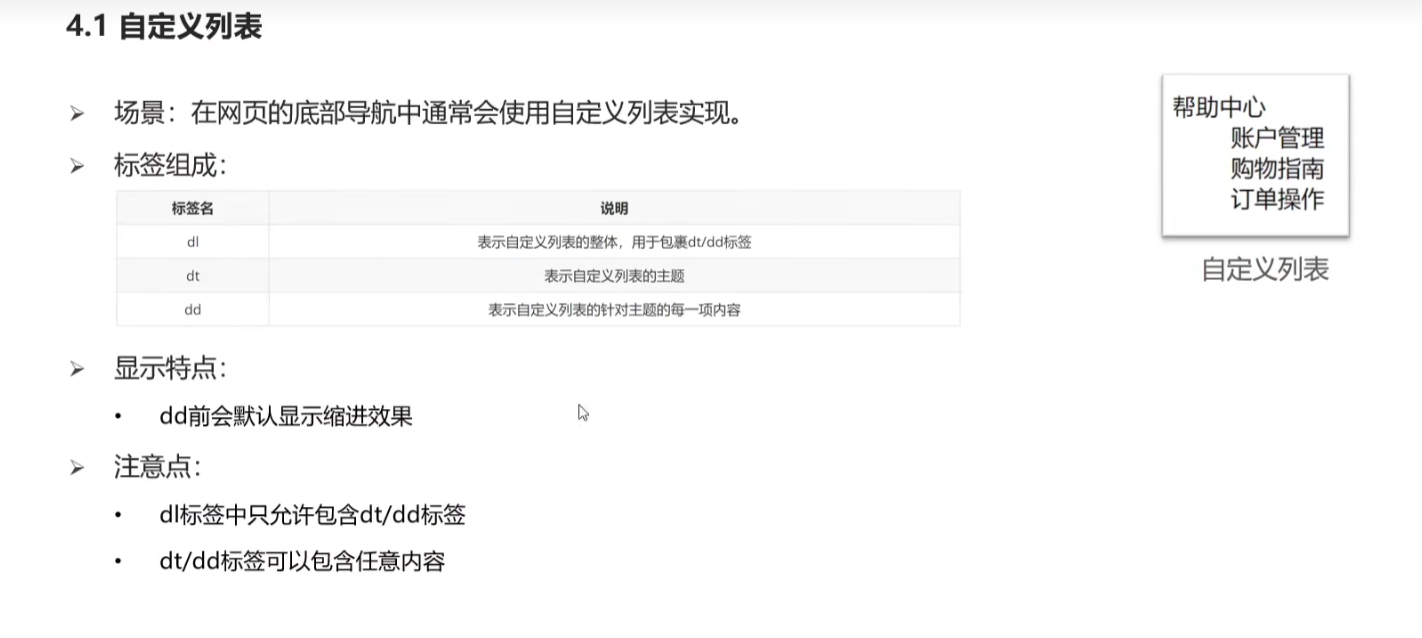 4.1 自定义列表
场景：在网页的底部导航中通常会使用自定义列表实现。
标签组成：
标签名 说明
dl 表示自定义列表的整体，用于包裹dt/dd标签
dt 表示自定义列表的主题
dd 表示自定义列表的针对主题的每一项内容
显示特点：
dd前会默认显示缩进效果
注意点：
dl标签中只允许包含dt/dd标签
dt/dd标签可以包含任意内容
帮助中心
账户管理
购物指南
订单操作
自定义列表